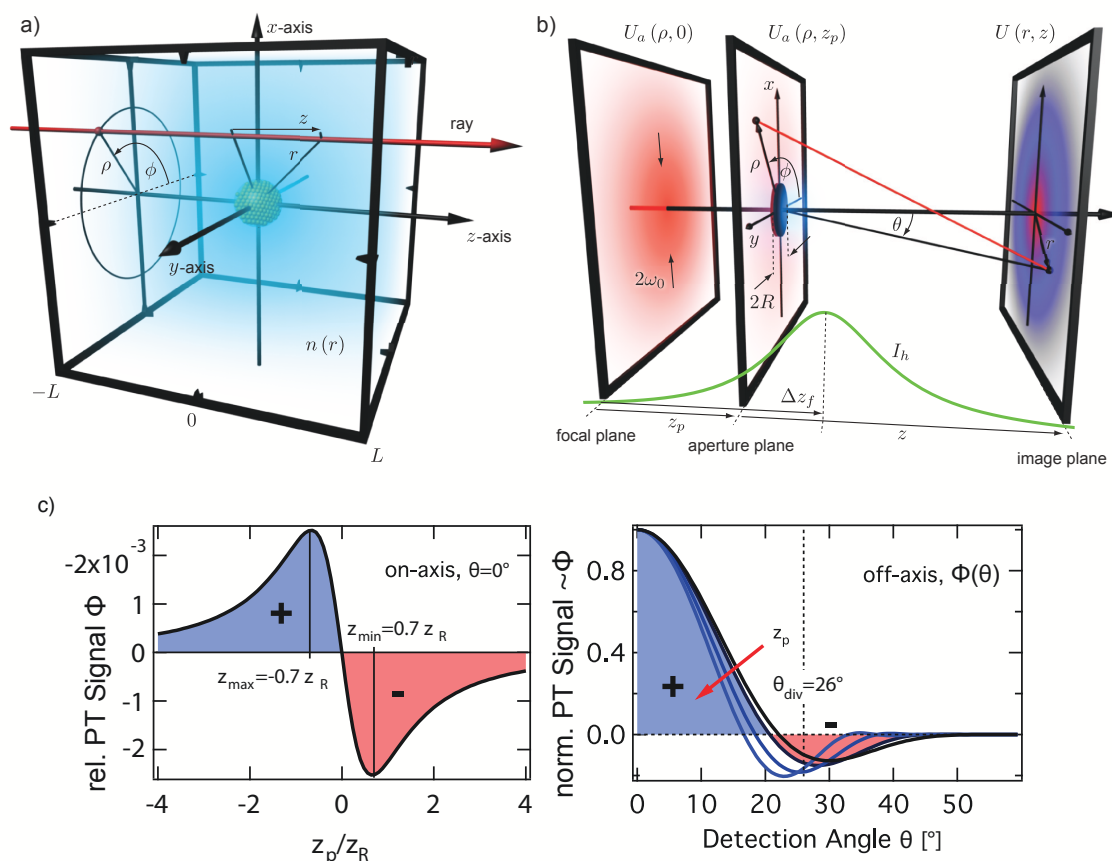 a)
x-axis
ray
z
ρ
ϕ
r
z-axis
y-axis
n (r)
−L
0
L
b)
U_a (ρ, 0)
U_a (ρ, z_p)
U (r, z)
x
ρ
ϕ
θ
y
r
2ω_0
2R
I_h
Δz_f
z_p
z
focal plane
aperture plane
image plane
c)
rel. PT Signal Φ
-2x10^-3
-1
0
-1
-2
on-axis, θ=0°
+
z_min=0.7 z_R
z_max=-0.7 z_R
-
-4
-2
0
2
4
z_p/z_R
norm. PT Signal ~Φ
0.8
0.4
0.0
off-axis, Φ(θ)
z_p
+
θ_div=26°
-
0
10
20
30
40
50
Detection Angle θ [°]